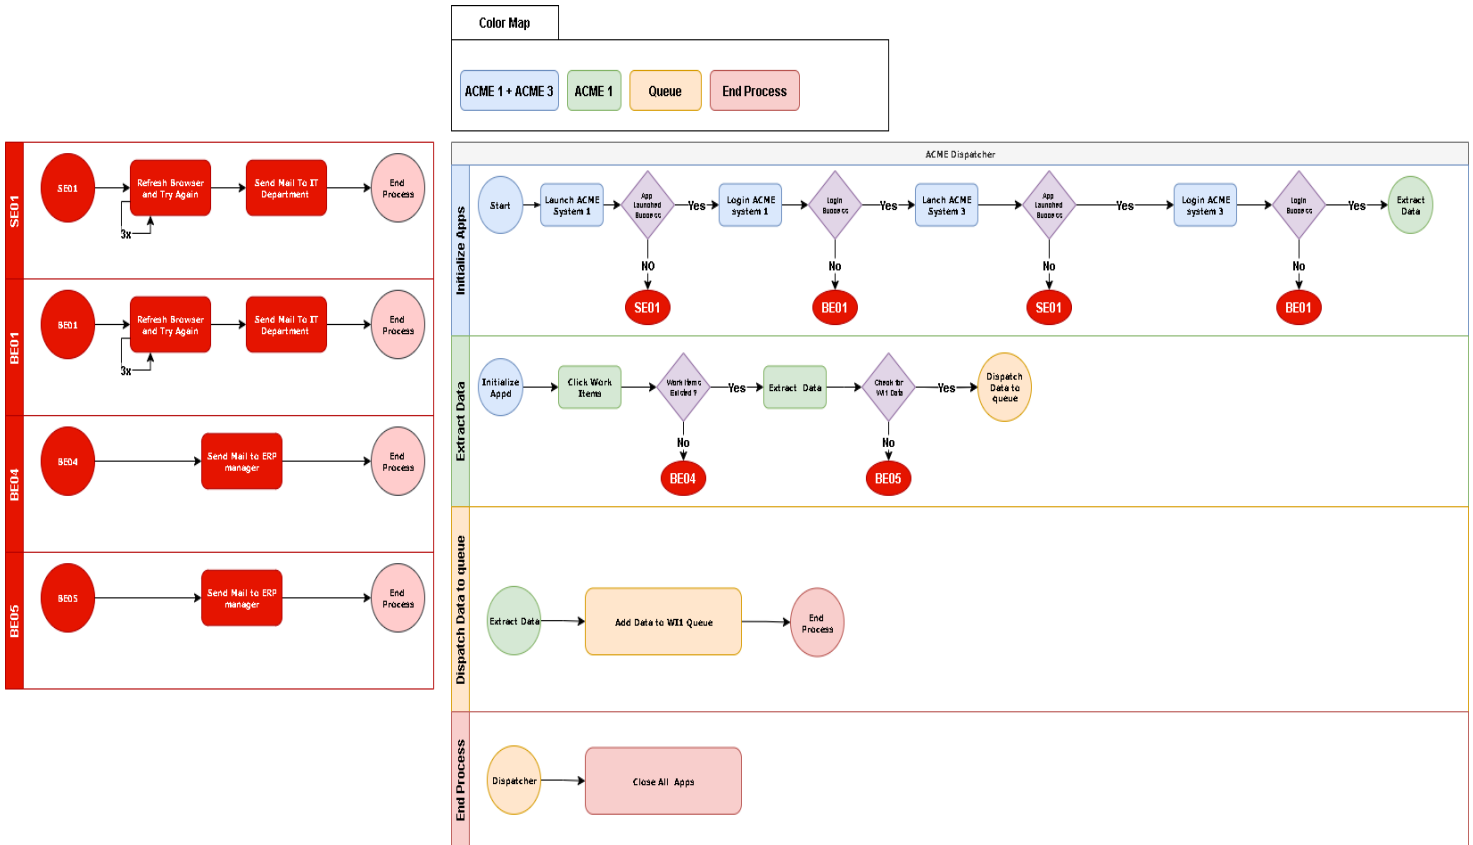 Color Map
ACME 1 + ACME 3
ACME 1
Queue
End Process
SE01
SE01
Refresh Browser
and Try Again
3x
Send Mail To IT
Department
End
Process
BE01
BE01
Refresh Browser
and Try Again
3x
Send Mail To IT
Department
End
Process
BE04
BE04
Send Mail to ERP
manager
End
Process
BE05
BE05
Send Mail to ERP
manager
End
Process
ACME Dispatcher
Initialize Apps
Start
Launch ACME
System 1
App
Launched
Success
Yes
NO
SE01
Login ACME
system 1
Login
Success
Yes
No
BE01
Lanch ACME
System 3
App
Launched
Success
Yes
No
SE01
Login ACME
system 3
Login
Success
Yes
No
BE01
Extract
Data
Extract Data
Initialize
Appd
Click Work
Items
Work Items
Existed ?
Yes
No
BE04
Extract Data
Check for
WI1 Data
Yes
No
BE05
Dispatch
Data to
queue
Dispatch Data to queue
Extract Data
Add Data to WI1 Queue
End
Process
End Process
Dispatcher
Close All Apps